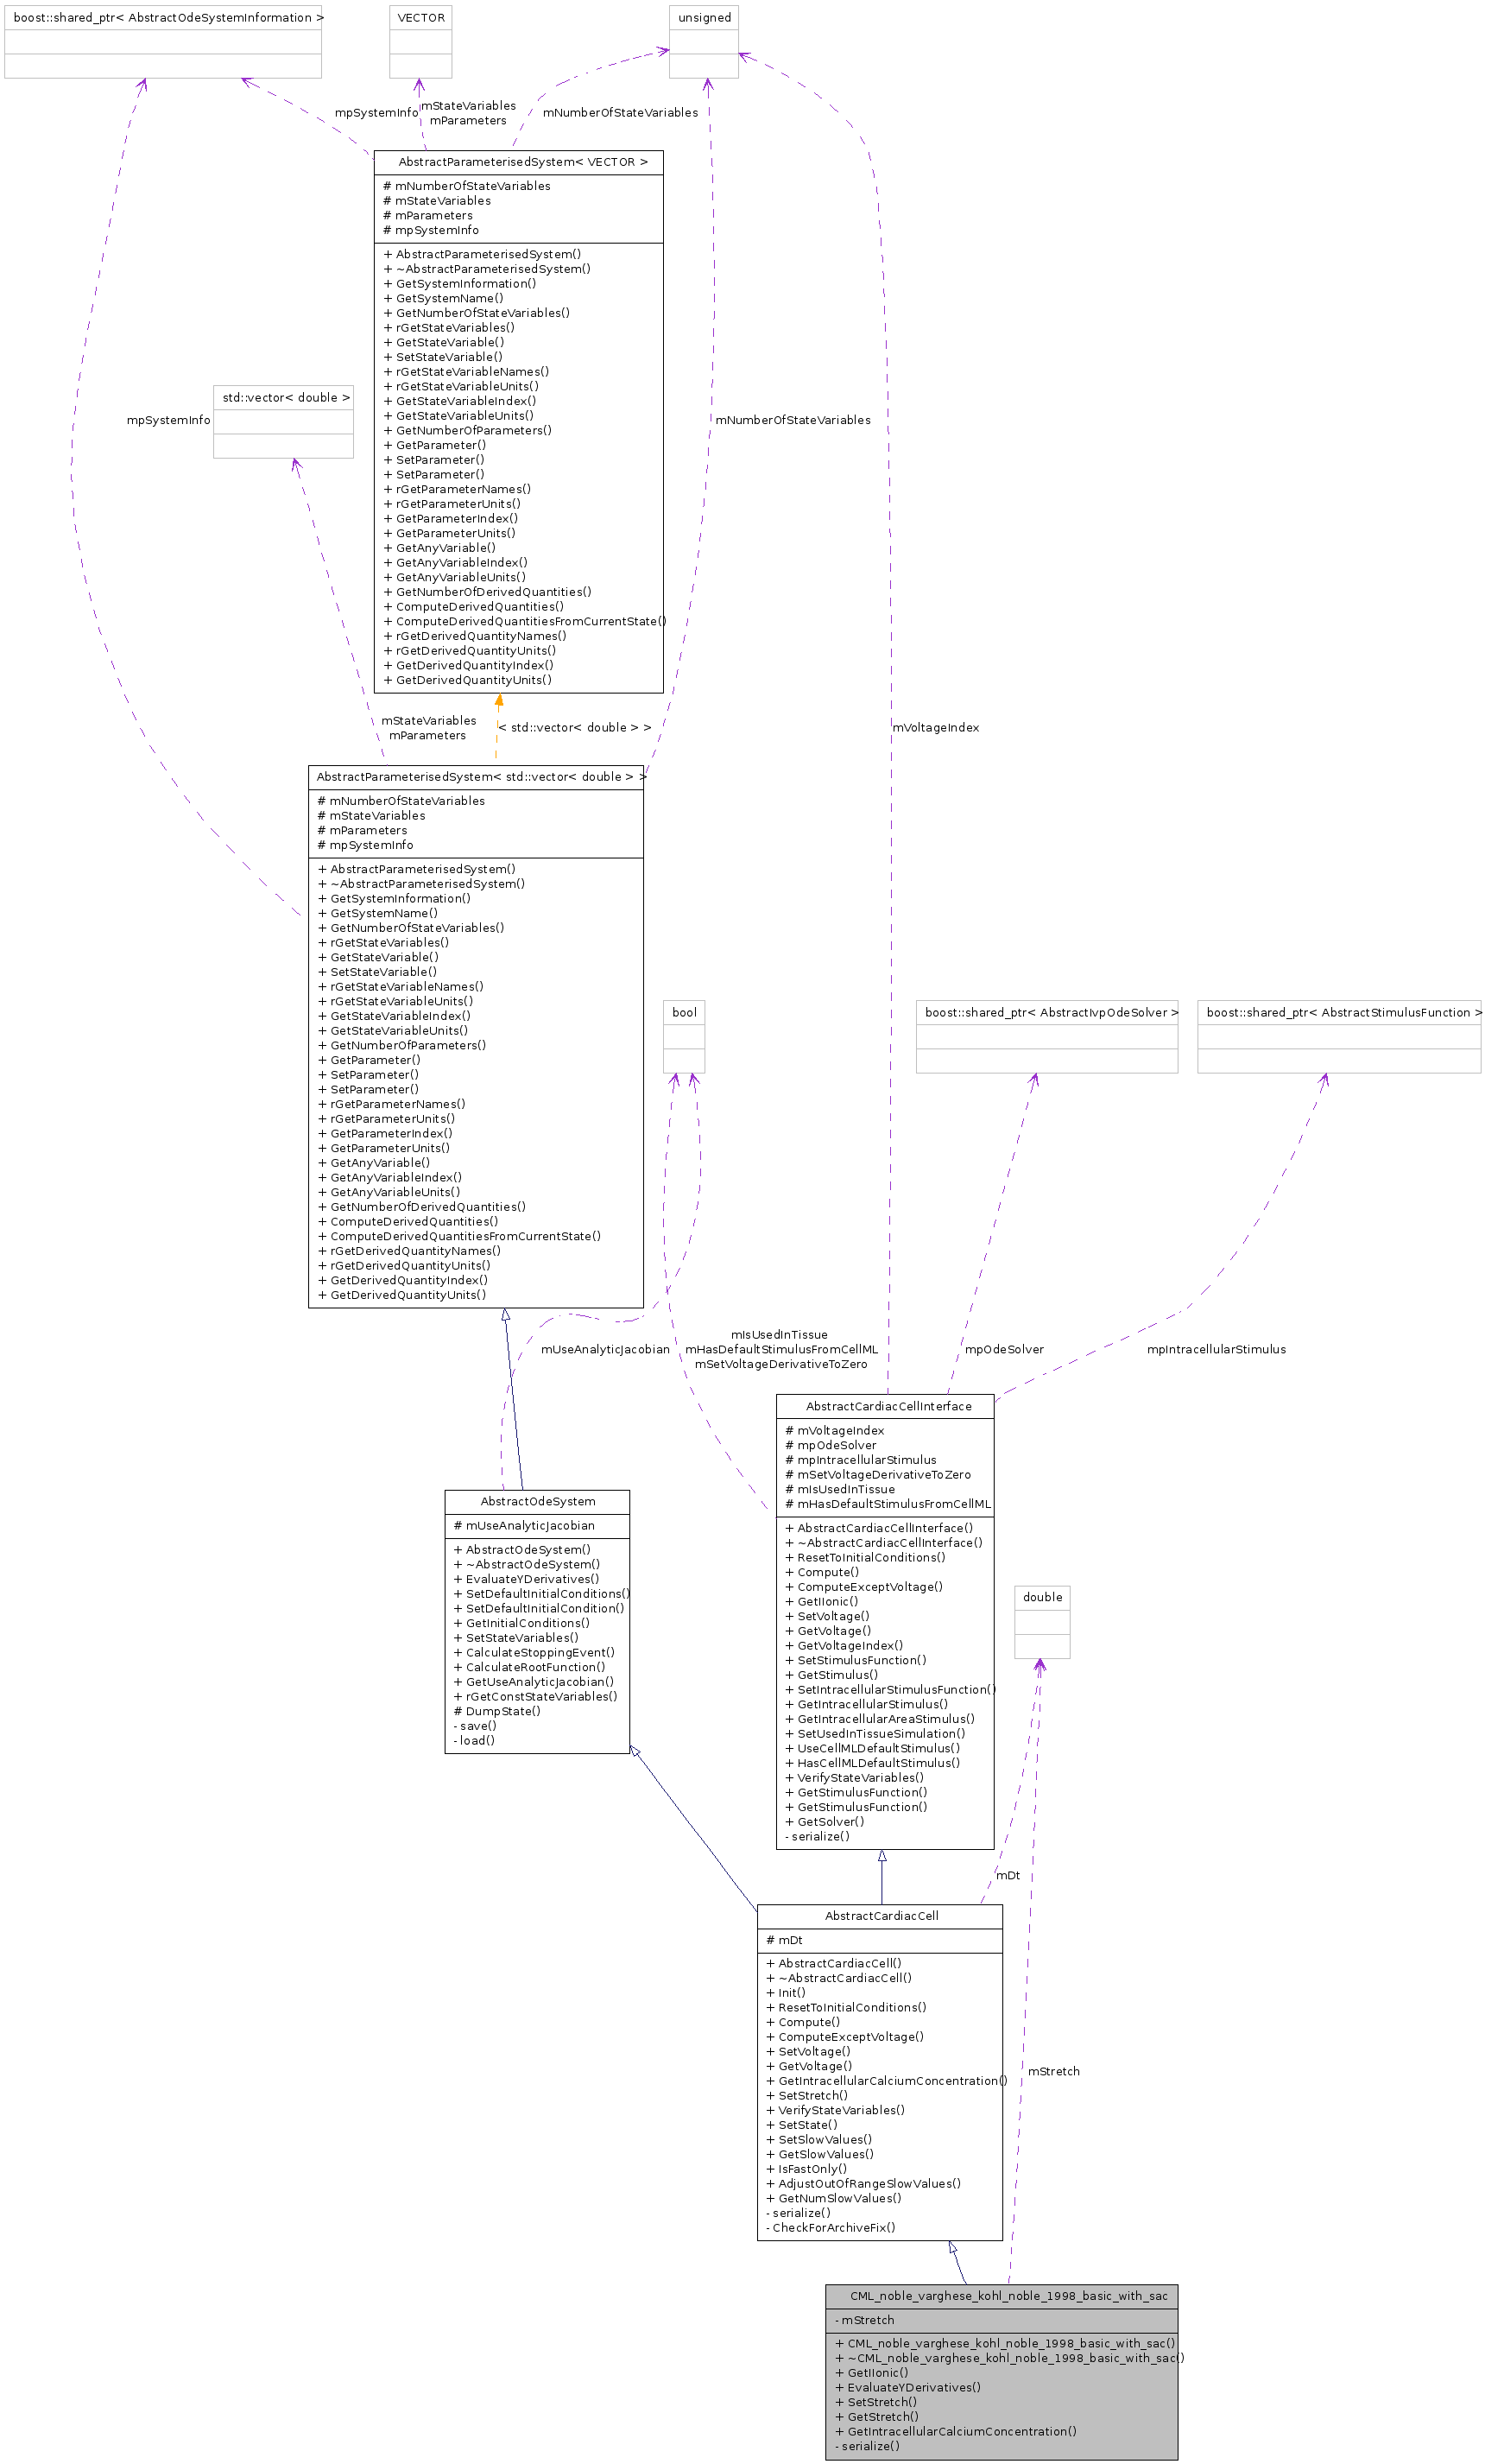 boost::shared_ptr< AbstractOdeSystemInformation >
VECTOR
unsigned
mpSystemInfo
mStateVariables
mParameters
mNumberOfStateVariables
AbstractParameterisedSystem< VECTOR >
# mNumberOfStateVariables
# mStateVariables
# mParameters
# mpSystemInfo
+ AbstractParameterisedSystem()
+ ~AbstractParameterisedSystem()
+ GetSystemInformation()
+ GetSystemName()
+ GetNumberOfStateVariables()
+ rGetStateVariables()
+ GetStateVariable()
+ SetStateVariable()
+ rGetStateVariableNames()
+ rGetStateVariableUnits()
+ GetStateVariableIndex()
+ GetStateVariableUnits()
+ GetNumberOfParameters()
+ GetParameter()
+ SetParameter()
+ SetParameter()
+ rGetParameterNames()
+ rGetParameterUnits()
+ GetParameterIndex()
+ GetParameterUnits()
+ GetAnyVariable()
+ GetAnyVariableIndex()
+ GetAnyVariableUnits()
+ GetNumberOfDerivedQuantities()
+ ComputeDerivedQuantities()
+ ComputeDerivedQuantitiesFromCurrentState()
+ rGetDerivedQuantityNames()
+ rGetDerivedQuantityUnits()
+ GetDerivedQuantityIndex()
+ GetDerivedQuantityUnits()
std::vector< double >
mpSystemInfo
mNumberOfStateVariables
mStateVariables
mParameters
< std::vector< double > >
mVoltageIndex
AbstractParameterisedSystem< std::vector< double > >
# mNumberOfStateVariables
# mStateVariables
# mParameters
# mpSystemInfo
+ AbstractParameterisedSystem()
+ ~AbstractParameterisedSystem()
+ GetSystemInformation()
+ GetSystemName()
+ GetNumberOfStateVariables()
+ rGetStateVariables()
+ GetStateVariable()
+ SetStateVariable()
+ rGetStateVariableNames()
+ rGetStateVariableUnits()
+ GetStateVariableIndex()
+ GetStateVariableUnits()
+ GetNumberOfParameters()
+ GetParameter()
+ SetParameter()
+ SetParameter()
+ rGetParameterNames()
+ rGetParameterUnits()
+ GetParameterIndex()
+ GetParameterUnits()
+ GetAnyVariable()
+ GetAnyVariableIndex()
+ GetAnyVariableUnits()
+ GetNumberOfDerivedQuantities()
+ ComputeDerivedQuantities()
+ ComputeDerivedQuantitiesFromCurrentState()
+ rGetDerivedQuantityNames()
+ rGetDerivedQuantityUnits()
+ GetDerivedQuantityIndex()
+ GetDerivedQuantityUnits()
bool
boost::shared_ptr< AbstractIvpOdeSolver >
boost::shared_ptr< AbstractStimulusFunction >
mUseAnalyticJacobian
mIsUsedInTissue
mHasDefaultStimulusFromCellML
mSetVoltageDerivativeToZero
mpOdeSolver
mpIntracellularStimulus
AbstractCardiacCellInterface
# mVoltageIndex
# mpOdeSolver
# mpIntracellularStimulus
# mSetVoltageDerivativeToZero
# mIsUsedInTissue
# mHasDefaultStimulusFromCellML
+ AbstractCardiacCellInterface()
+ ~AbstractCardiacCellInterface()
+ ResetToInitialConditions()
+ Compute()
+ ComputeExceptVoltage()
+ GetIIonic()
+ SetVoltage()
+ GetVoltage()
+ GetVoltageIndex()
+ SetStimulusFunction()
+ GetStimulus()
+ SetIntracellularStimulusFunction()
+ GetIntracellularStimulus()
+ GetIntracellularAreaStimulus()
+ SetUsedInTissueSimulation()
+ UseCellMLDefaultStimulus()
+ HasCellMLDefaultStimulus()
+ VerifyStateVariables()
+ GetStimulusFunction()
+ GetStimulusFunction()
+ GetSolver()
- serialize()
AbstractOdeSystem
# mUseAnalyticJacobian
+ AbstractOdeSystem()
+ ~AbstractOdeSystem()
+ EvaluateYDerivatives()
+ SetDefaultInitialConditions()
+ SetDefaultInitialCondition()
+ GetInitialConditions()
+ SetStateVariables()
+ CalculateStoppingEvent()
+ CalculateRootFunction()
+ GetUseAnalyticJacobian()
+ rGetConstStateVariables()
# DumpState()
- save()
- load()
double
mDt
AbstractCardiacCell
# mDt
+ AbstractCardiacCell()
+ ~AbstractCardiacCell()
+ Init()
+ ResetToInitialConditions()
+ Compute()
+ ComputeExceptVoltage()
+ SetVoltage()
+ GetVoltage()
+ GetIntracellularCalciumConcentration()
+ SetStretch()
+ VerifyStateVariables()
+ SetState()
+ SetSlowValues()
+ GetSlowValues()
+ IsFastOnly()
+ AdjustOutOfRangeSlowValues()
+ GetNumSlowValues()
- serialize()
- CheckForArchiveFix()
mStretch
CML_noble_varghese_kohl_noble_1998_basic_with_sac
- mStretch
+ CML_noble_varghese_kohl_noble_1998_basic_with_sac()
+ ~CML_noble_varghese_kohl_noble_1998_basic_with_sac()
+ GetIIonic()
+ EvaluateYDerivatives()
+ SetStretch()
+ GetStretch()
+ GetIntracellularCalciumConcentration()
- serialize()